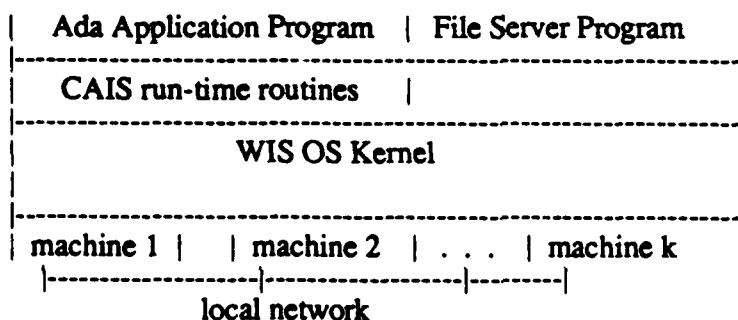 | Ada Application Program | File Server Program
|--------------------------------------------------
| CAIS run-time routines |
|--------------------------------------------------
| WIS OS Kernel
|--------------------------------------------------
| machine 1 | | machine 2 | . . . | machine k
|---------------|---------------|-------|
local network